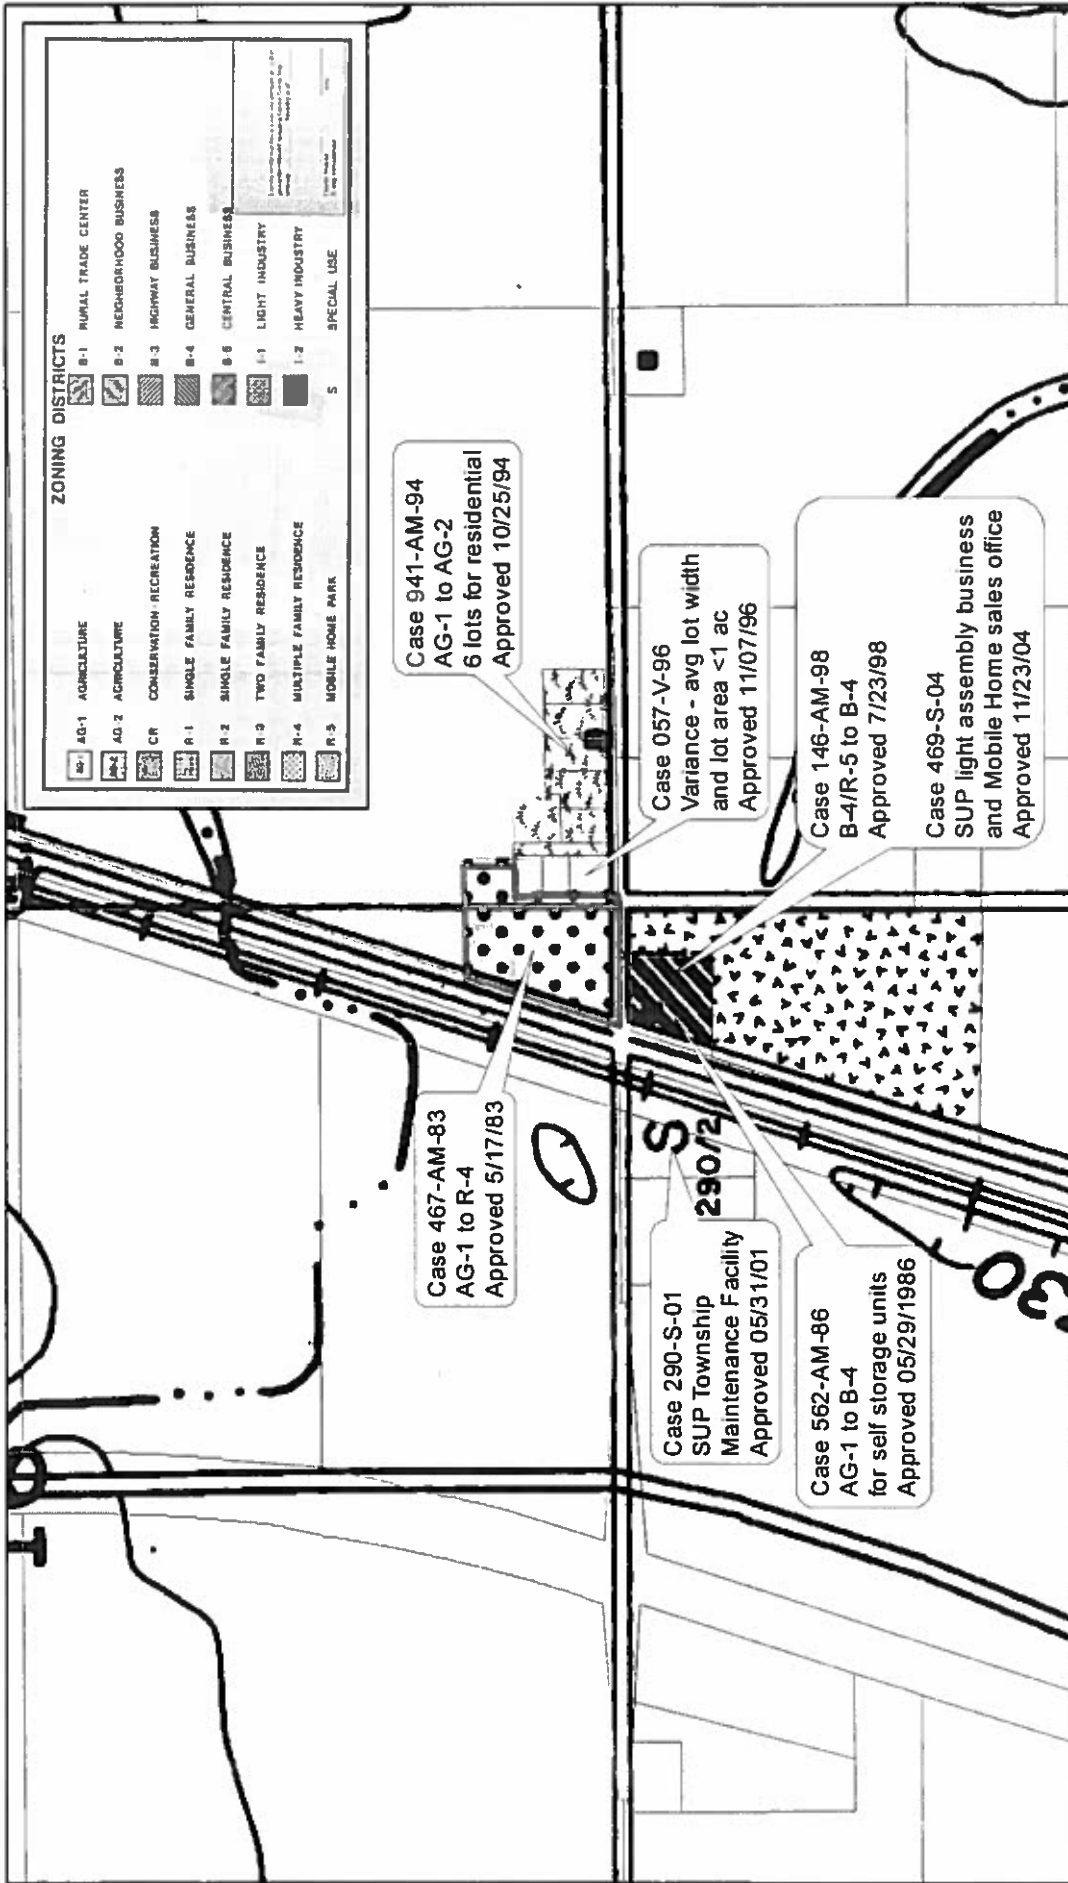 ZONING DISTRICTS
AG-1 AGRICULTURE
AG-2 AGRICULTURE
CR CONSERVATION-RECREATION
R-1 SINGLE FAMILY RESIDENCE
R-2 SINGLE FAMILY RESIDENCE
R-3 TWO FAMILY RESIDENCE
R-4 MULTIPLE FAMILY RESIDENCE
R-5 MOBILE HOME PARK
B-1 RURAL TRADE CENTER
B-2 NEIGHBORHOOD BUSINESS
B-3 HIGHWAY BUSINESS
B-4 GENERAL BUSINESS
B-5 CENTRAL BUSINESS
I-1 LIGHT INDUSTRY
I-2 HEAVY INDUSTRY
S SPECIAL USE
Case 467-AM-83
AG-1 to R-4
Approved 5/17/83
Case 941-AM-94
AG-1 to AG-2
6 lots for residential
Approved 10/25/94
S
290/2
Case 290-S-01
SUP Township
Maintenance Facility
Approved 05/31/01
Case 057-V-96
Variance - avg lot width
and lot area <1 ac
Approved 11/07/96
Case 562-AM-86
AG-1 to B-4
for self storage units
Approved 05/29/1986
Case 146-AM-98
B-4/R-5 to B-4
Approved 7/23/98
Case 469-S-04
SUP light assembly business
and Mobile Home sales office
Approved 11/23/04